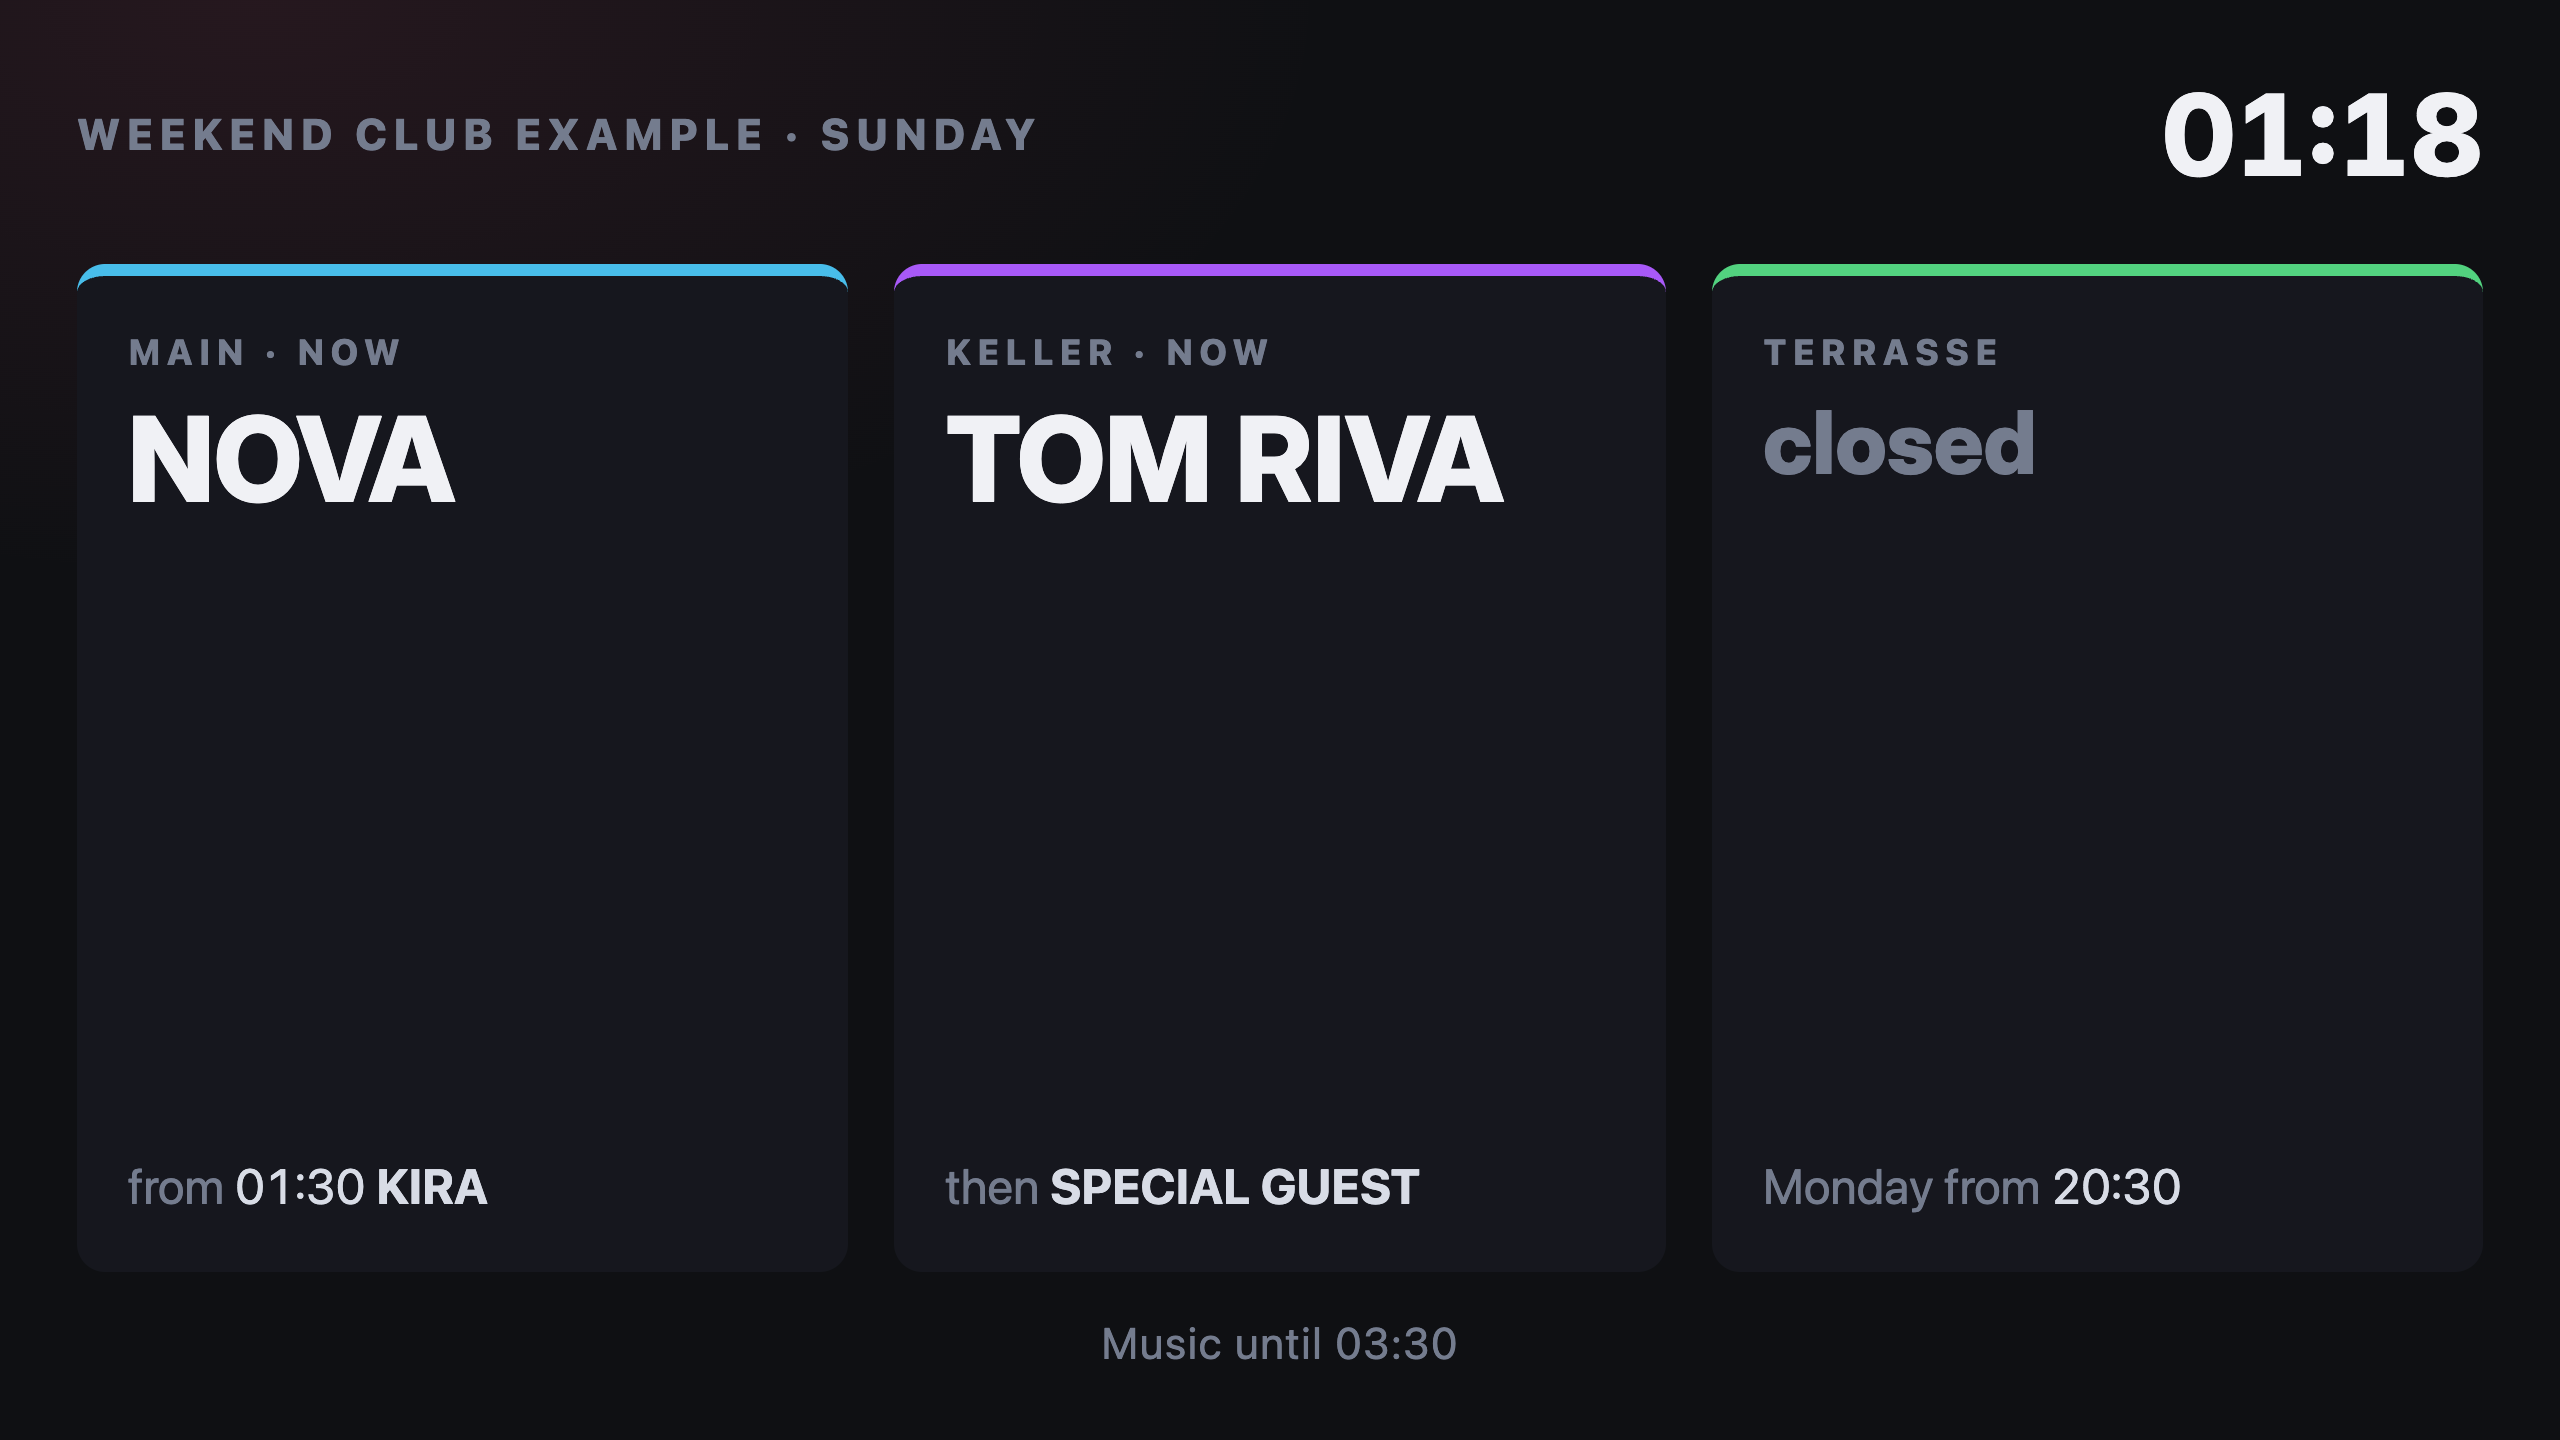 WEEKEND CLUB EXAMPLE · SUNDAY
01:18
MAIN · NOW
NOVA
from 01:30 KIRA
KELLER · NOW
TOM RIVA
then SPECIAL GUEST
TERRASSE
closed
Monday from 20:30
Music until 03:30